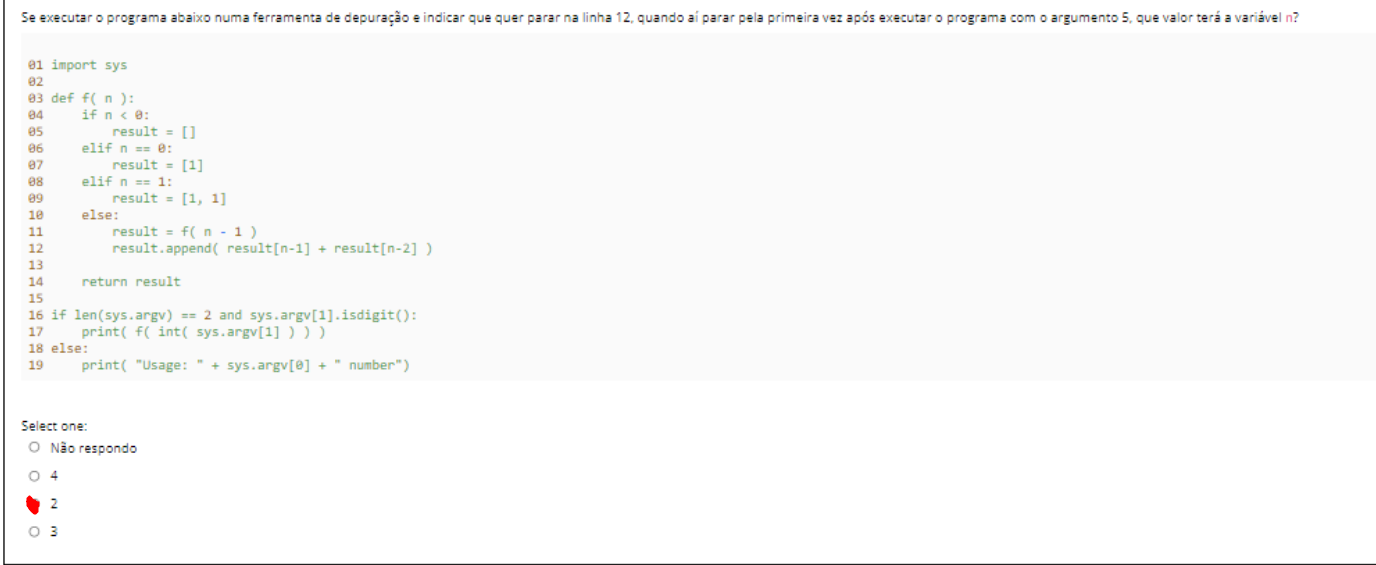 Se executar o programa abaixo numa ferramenta de depuração e indicar que quer parar na linha 12, quando aí parar pela primeira vez após executar o programa com o argumento 5, que valor terá a variável n?
01 import sys
02
03 def f( n ):
04     if n < 0:
05         result = []
06     elif n == 0:
07         result = [1]
08     elif n == 1:
09         result = [1, 1]
10     else:
11         result = f( n - 1 )
12         result.append( result[n-1] + result[n-2] )
13
14     return result
15
16 if len(sys.argv) == 2 and sys.argv[1].isdigit():
17     print( f( int( sys.argv[1] ) ) )
18 else:
19     print( "Usage: " + sys.argv[0] + " number")
Select one:
Não respondo
4
2
3